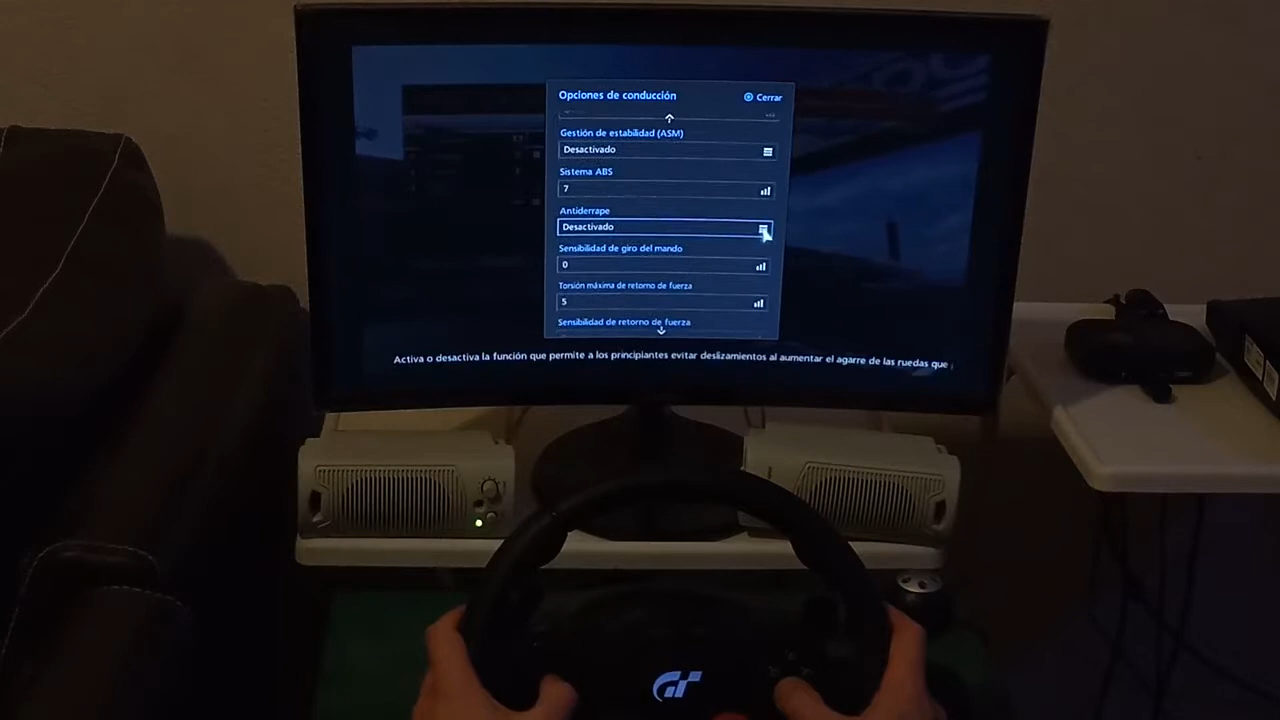 Opciones de conducción
Cerrar
Gestión de estabilidad (ASM)
Desactivado
Sistema ABS
7
Antiderrape
Desactivado
Sensibilidad de giro del mando
0
Torsión máxima de retorno de fuerza
5
Sensibilidad de retorno de fuerza
Activa o desactiva la función que permite a los principiantes evitar deslizamientos al aumentar el agarre de las ruedas que
GT